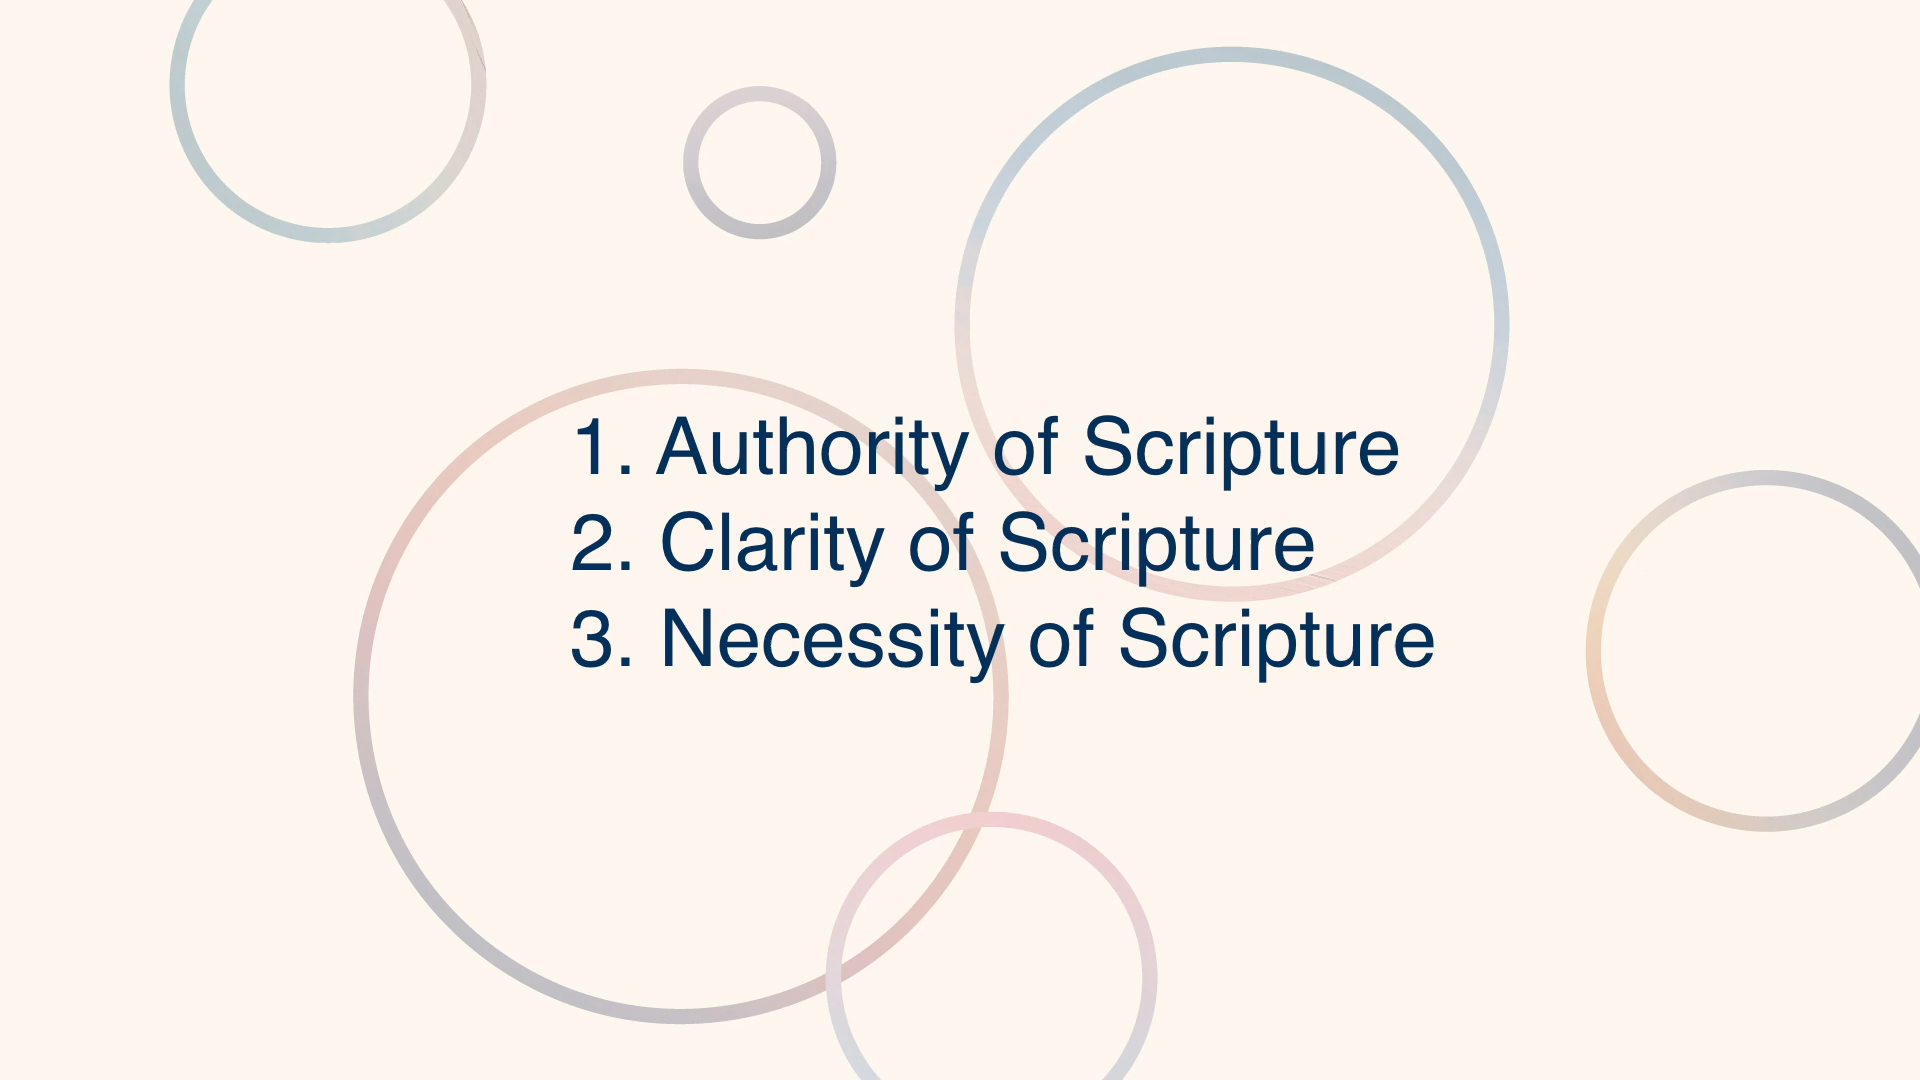 1. Authority of Scripture
2. Clarity of Scripture
3. Necessity of Scripture